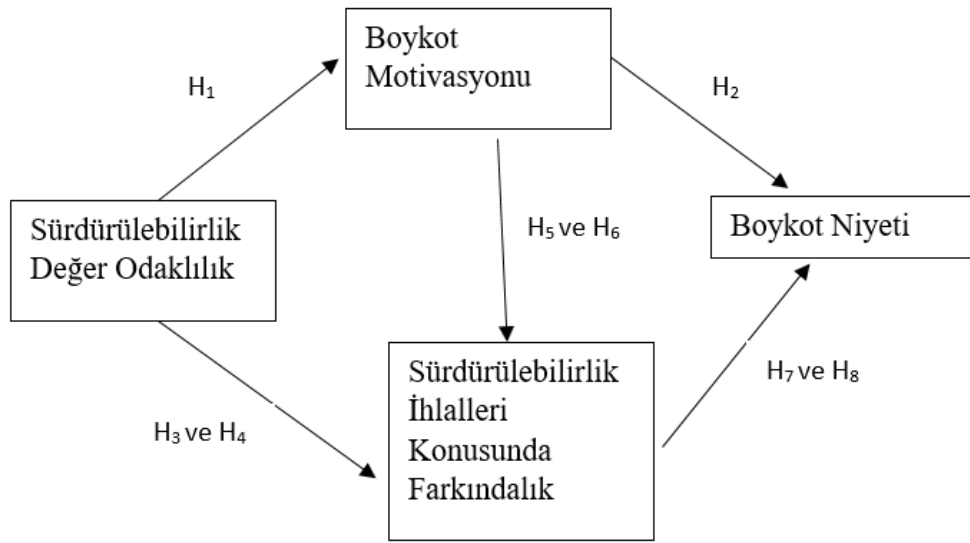 Boykot
Motivasyonu
H₁
H₂
Sürdürülebilirlik
Değer Odaklılık
H₅ ve H₆
Boykot Niyeti
Sürdürülebilirlik
İhlalleri
Konusunda
Farkındalık
H₃ ve H₄
H₇ ve H₈